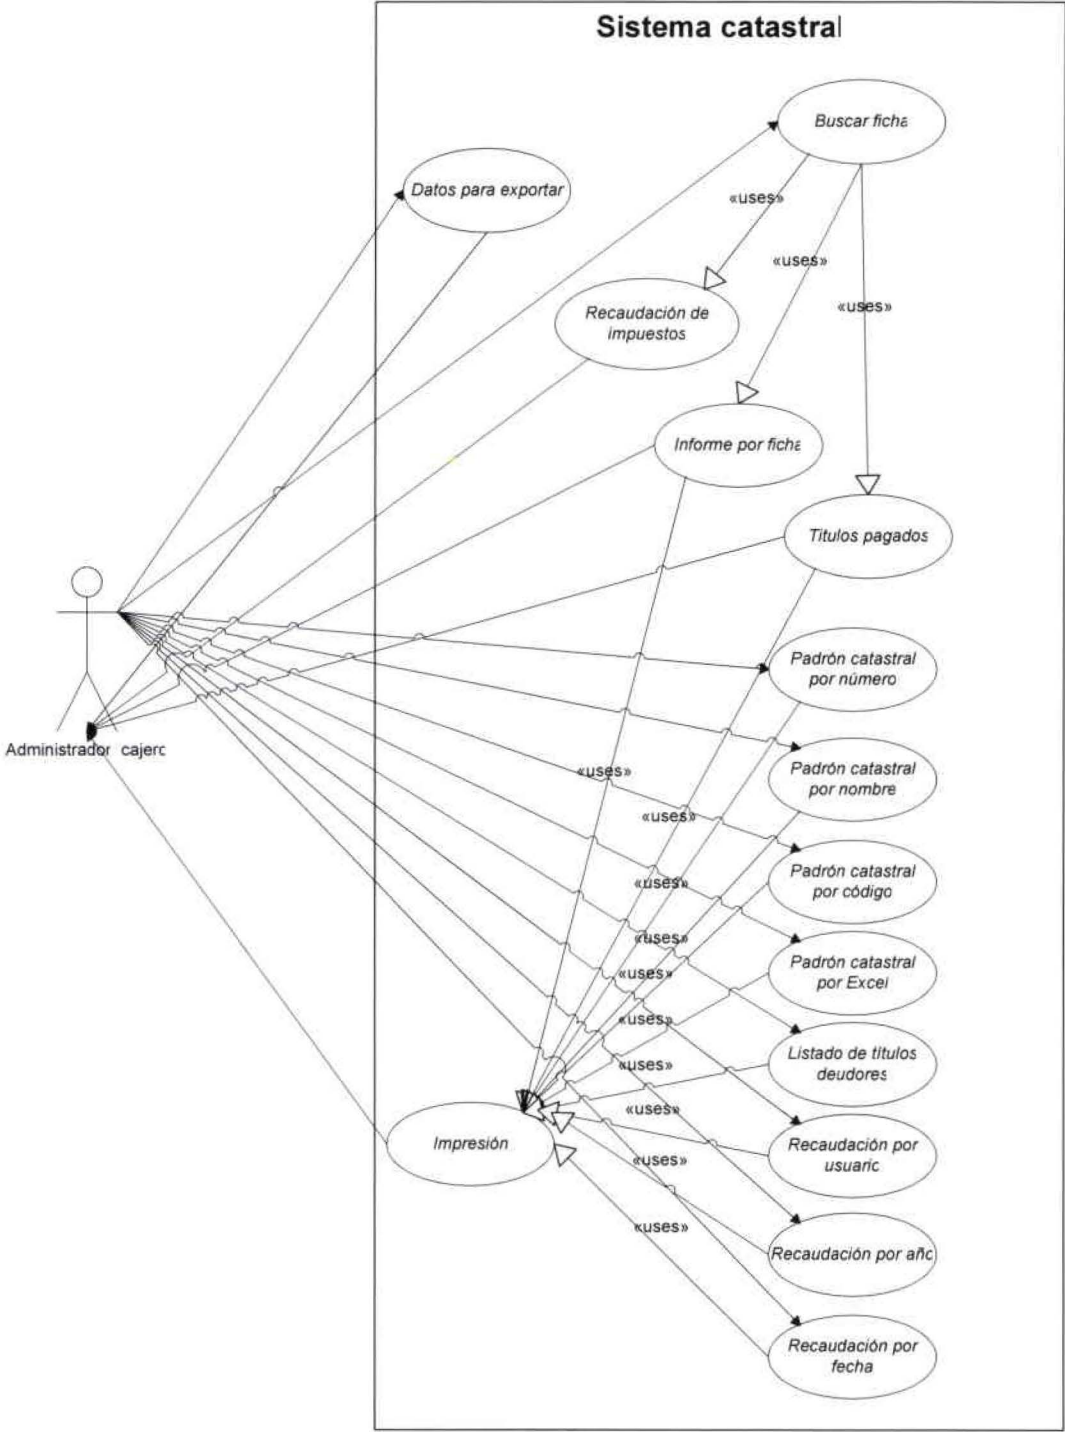 Sistema catastral
Buscar ficha
Datos para exportar
«uses»
«uses»
«uses»
Recaudación de
impuestos
Informe por ficha
Títulos pagados
Padrón catastral
por número
Administrador cajero
«uses»
Padrón catastral
por nombre
«uses»
Padrón catastral
por código
«uses»
«uses»
Padrón catastral
por Excel
«uses»
«uses»
Listado de títulos
deudores
«uses»
«uses»
Impresión
Recaudación por
usuario
«uses»
«uses»
Recaudación por año
Recaudación por
fecha